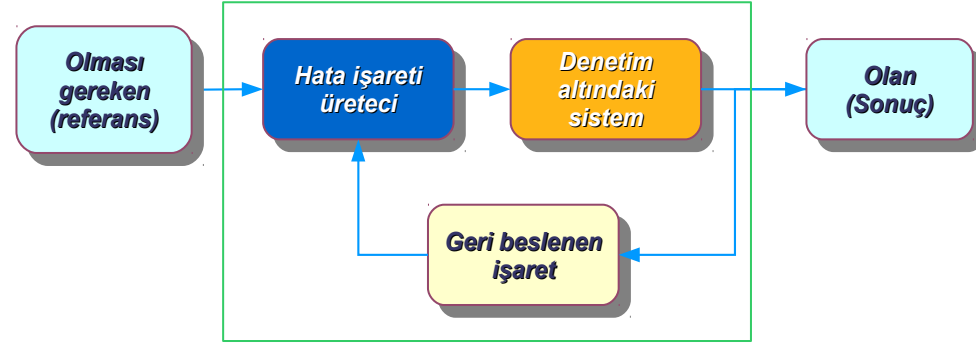 Olması
gereken
(referans)
Hata işareti
üreteci
Denetim
altındaki
sistem
Olan
(Sonuç)
Geri beslenen
işaret